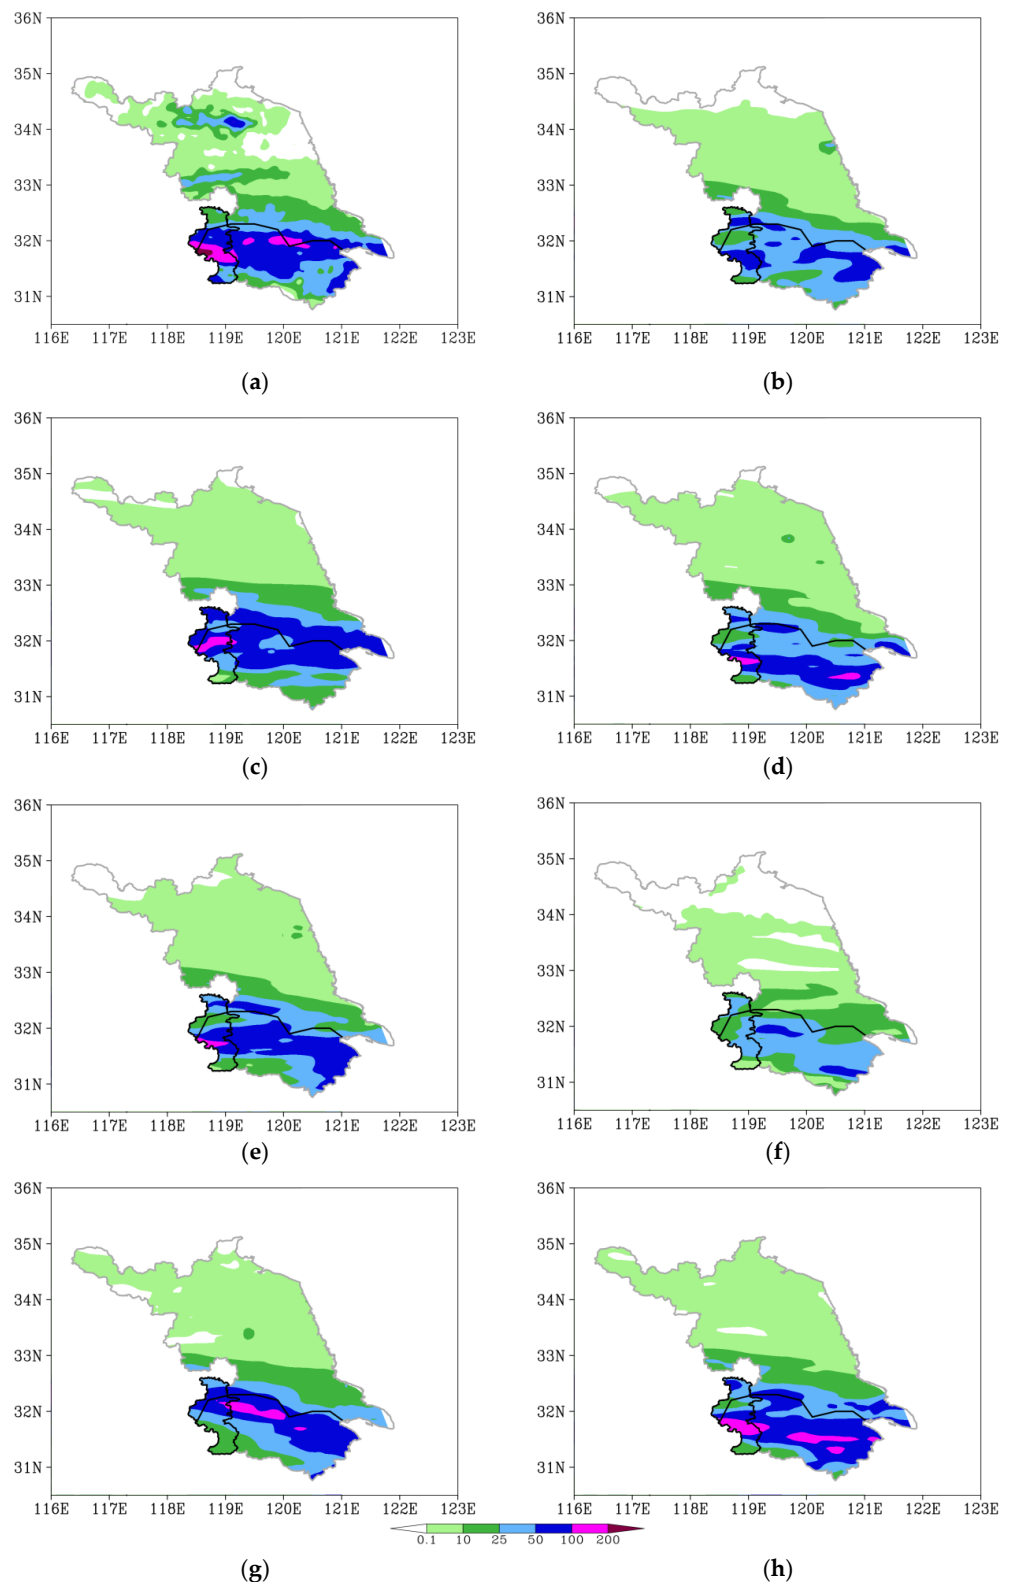 36N 36N
35N 35N
34N 34N
33N 33N
32N 32N
31N 31N
116E 117E 118E 119E 120E 121E 122E 123E 116E 117E 118E 119E 120E 121E 122E 123E
(a) (b)
36N 36N
35N 35N
34N 34N
33N 33N
32N 32N
31N 31N
116E 117E 118E 119E 120E 121E 122E 123E 116E 117E 118E 119E 120E 121E 122E 123E
(c) (d)
36N 36N
35N 35N
34N 34N
33N 33N
32N 32N
31N 31N
116E 117E 118E 119E 120E 121E 122E 123E 116E 117E 118E 119E 120E 121E 122E 123E
(e) (f)
36N 36N
35N 35N
34N 34N
33N 33N
32N 32N
31N 31N
116E 117E 118E 119E 120E 121E 122E 123E 116E 117E 118E 119E 120E 121E 122E 123E
0.1 10 25 50 100 200
(g) (h)